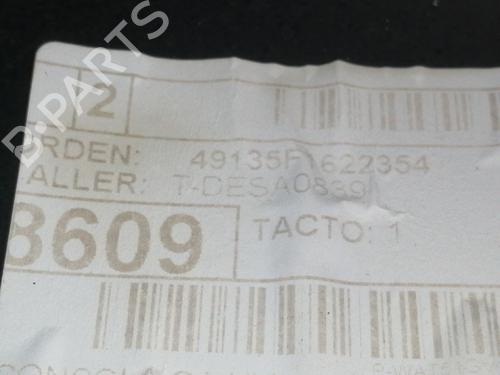 2
RDEN: 49135F1622354
ALLER: T-DESA0839
8609
TACTO: 1
B-PARTS